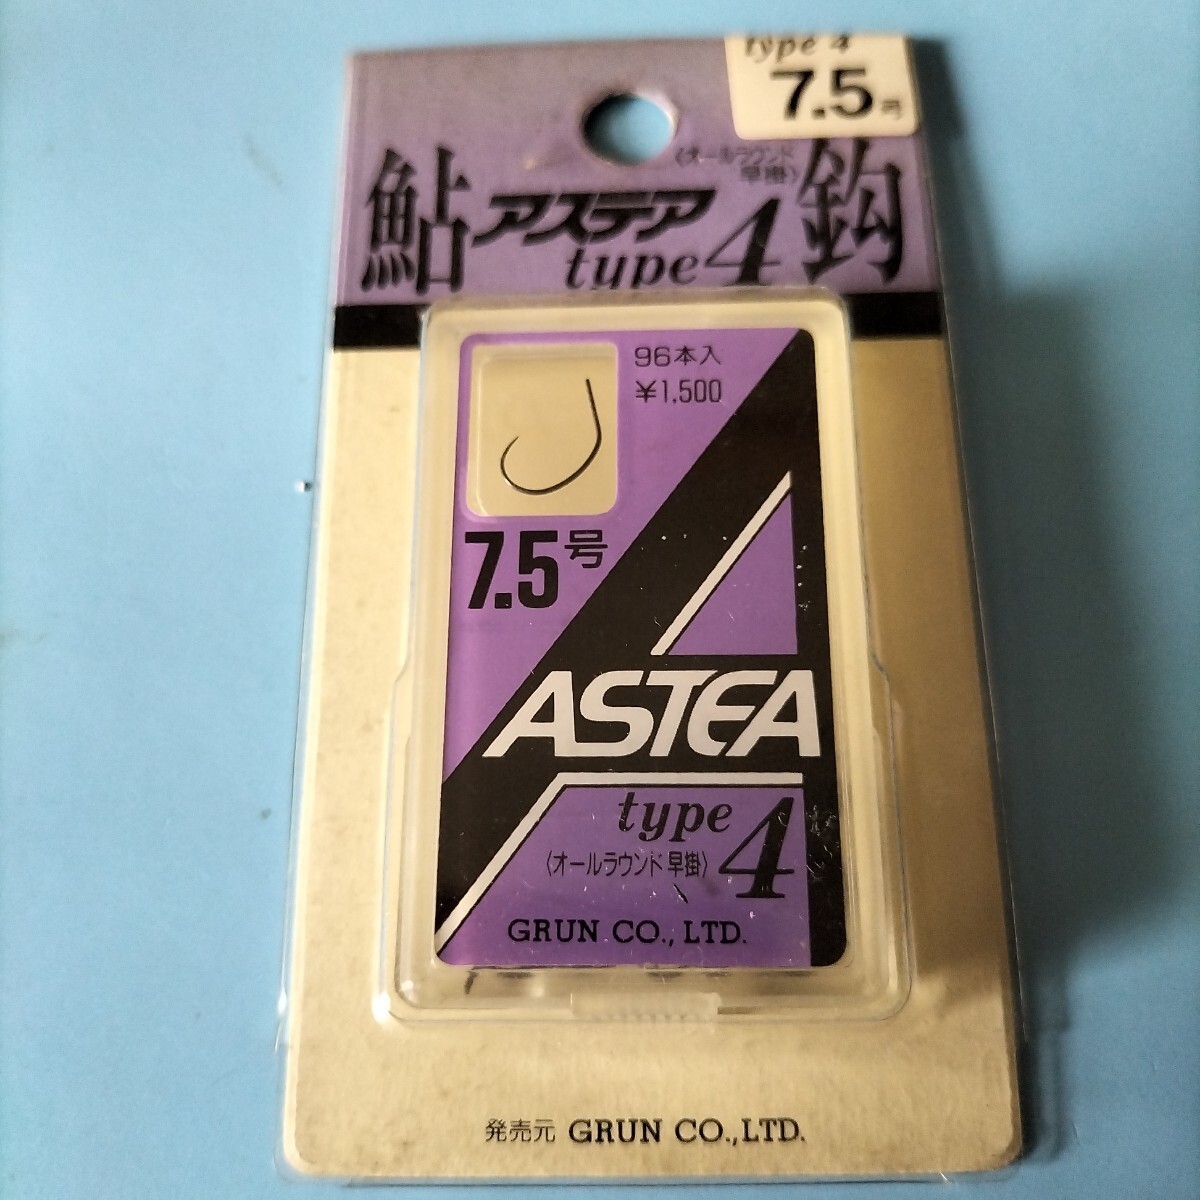 type 4
7.5号
〈オールラウンド
早掛〉
鮎 アステア 鈎
type 4
96本入
¥1,500
7.5号
ASTEA
type 4
〈オールラウンド早掛〉
GRUN CO., LTD.
発売元 GRUN CO.,LTD.